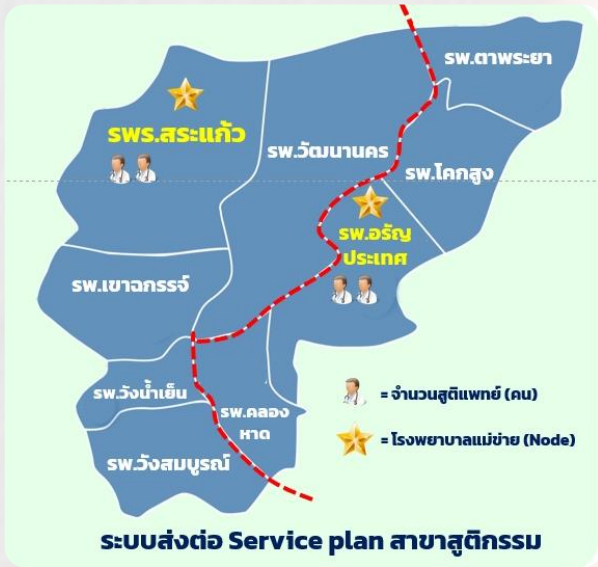 รพ.ตาพระยา
รพร.สระแก้ว
รพ.วัฒนานคร
รพ.โคกสูง
รพ.อรัญ
ประเทศ
รพ.เขาฉกรรจ์
รพ.วังน้ำเย็น
รพ.คลอง
หาด
รพ.วังสมบูรณ์
= จำนวนสูติแพทย์ (คน)
= โรงพยาบาลแม่ข่าย (Node)
ระบบส่งต่อ Service plan สาขาสูติกรรม